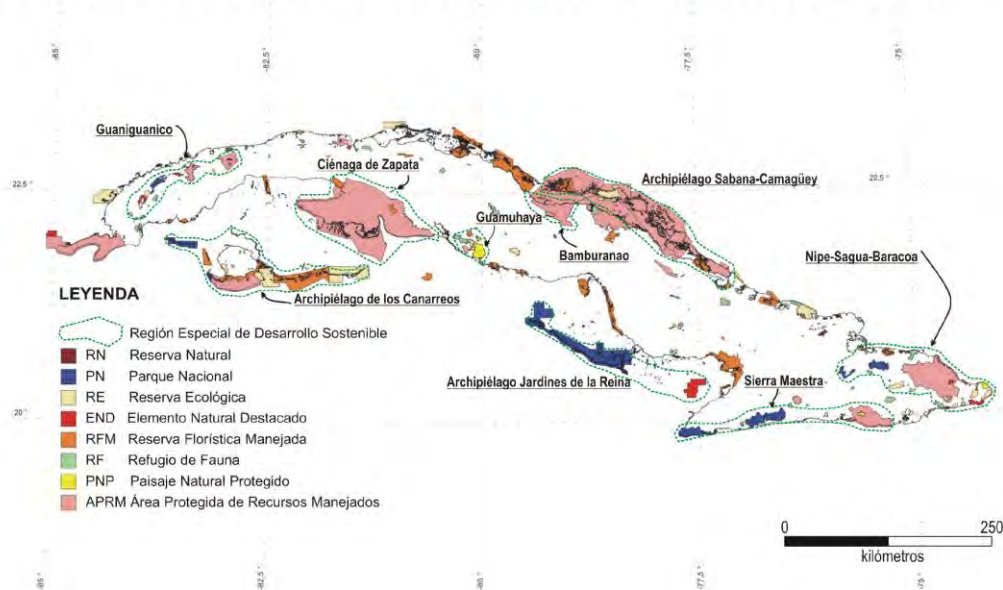 -85 °
-82,5 °
-80 °
-77,5 °
-75 °
Guaniguanico
Ciénaga de Zapata
Archipiélago Sabana-Camagüey
22.5 °
22.5 °
Guamuhaya
Bamburanao
Nipe-Sagua-Baracoa
Archipiélago de los Canarreos
LEYENDA
Región Especial de Desarrollo Sostenible
RN Reserva Natural
PN Parque Nacional
RE Reserva Ecológica
END Elemento Natural Destacado
RFM Reserva Florística Manejada
RF Refugio de Fauna
PNP Paisaje Natural Protegido
APRM Área Protegida de Recursos Manejados
Archipiélago Jardines de la Reina
Sierra Maestra
20 °
20 °
0 250
kilómetros
-85 °
-82,5 °
-80 °
-77,5 °
-75 °